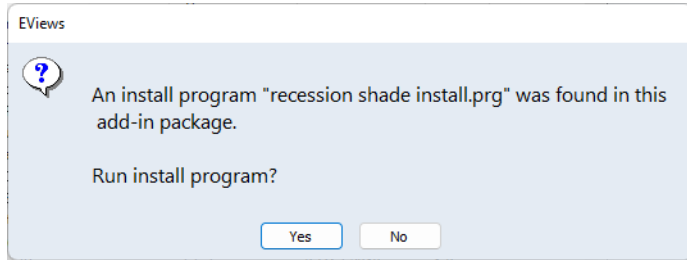 EViews
An install program "recession shade install.prg" was found in this
add-in package.
Run install program?
Yes
No